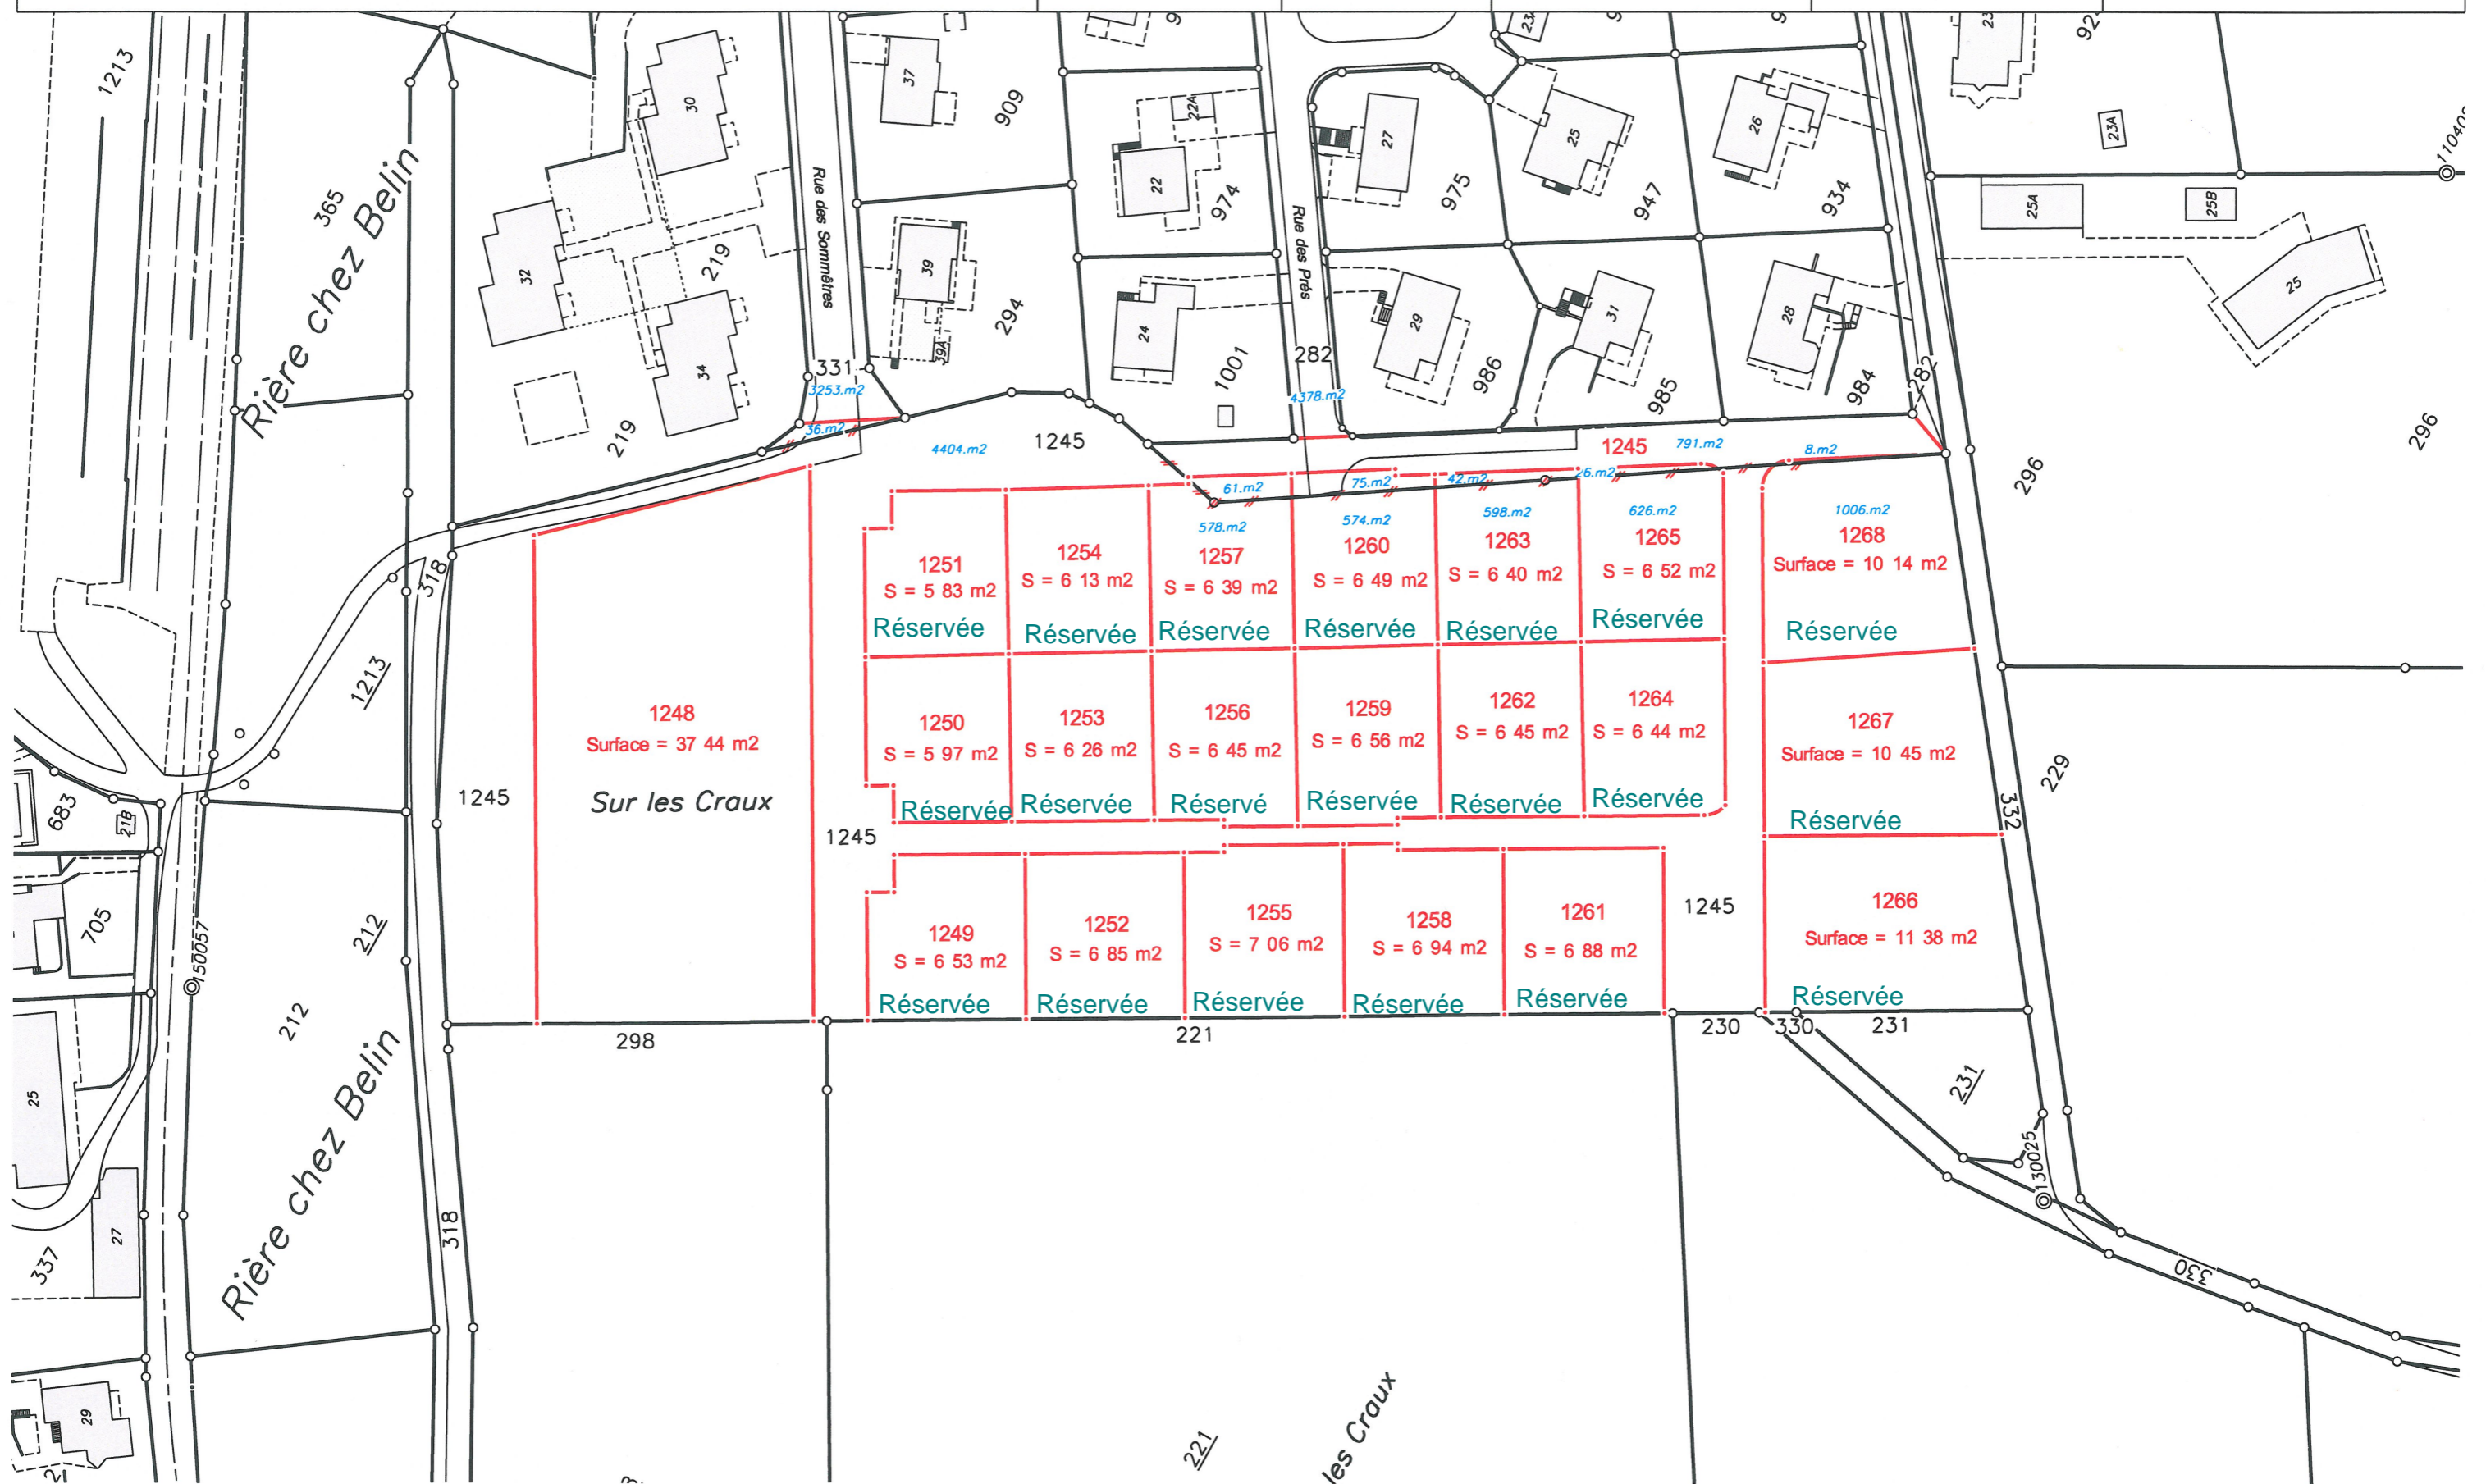 1213
365
Rière chez Belin
30
32
219
34
219
Rue des Sommêtres
37
909
39
294
39A
22A
22
974
24
1001
Rue des Prés
27
975
25
947
26
934
29
986
31
985
28
984
282
23A
25A
25B
25
296
296
331
3253.m2
36.m2
4404.m2
1245
282
4378.m2
1245
791.m2
8.m2
61.m2
75.m2
42.m2
26.m2
578.m2
574.m2
598.m2
626.m2
1006.m2
1251
S = 5 83 m2
Réservée
1254
S = 6 13 m2
Réservée
1257
S = 6 39 m2
Réservée
1260
S = 6 49 m2
Réservée
1263
S = 6 40 m2
Réservée
1265
S = 6 52 m2
Réservée
1268
Surface = 10 14 m2
Réservée
318
1213
1248
Surface = 37 44 m2
Sur les Craux
1245
1245
1250
S = 5 97 m2
Réservée
1253
S = 6 26 m2
Réservée
1256
S = 6 45 m2
Réservé
1259
S = 6 56 m2
Réservée
1262
S = 6 45 m2
Réservée
1264
S = 6 44 m2
Réservée
1267
Surface = 10 45 m2
Réservée
332
229
683
21B
705
150057
212
212
1249
S = 6 53 m2
Réservée
1252
S = 6 85 m2
Réservée
1255
S = 7 06 m2
Réservée
1258
S = 6 94 m2
Réservée
1261
S = 6 88 m2
Réservée
1245
1266
Surface = 11 38 m2
Réservée
298
221
230
330
231
231
130025
330
25
27
337
Rière chez Belin
318
29
221
les Craux